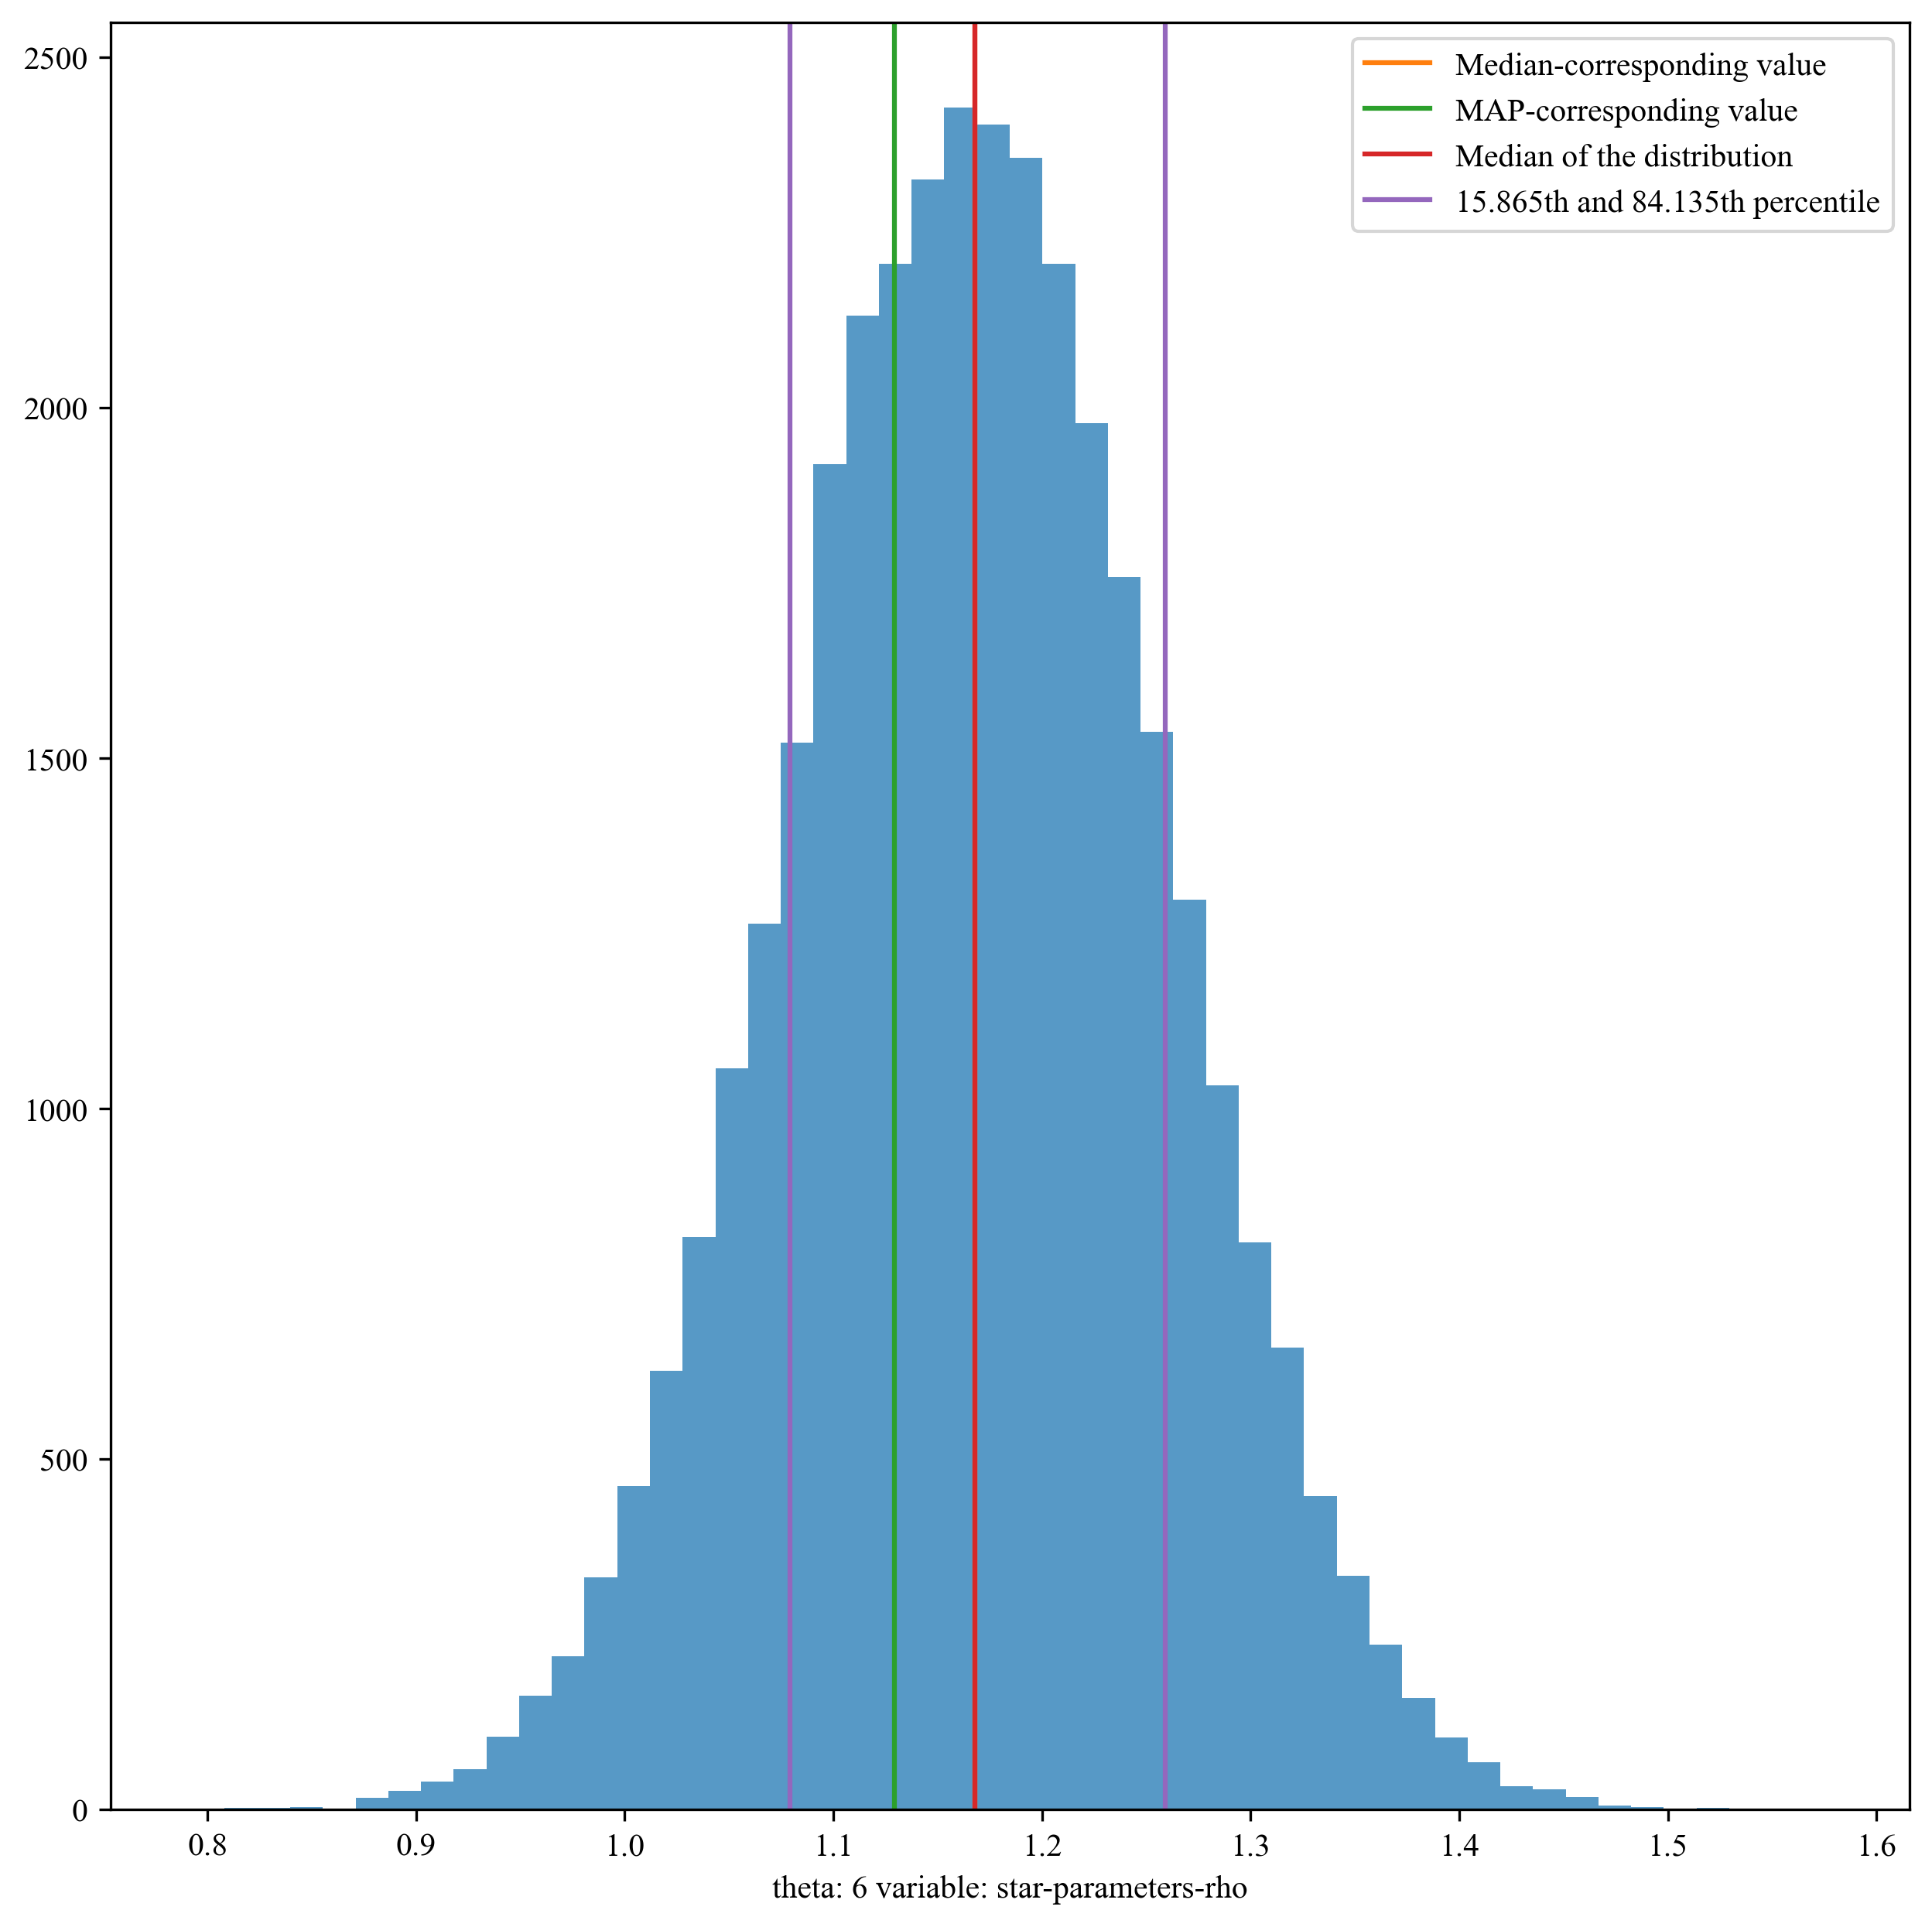 2500
2000
1500
1000
500
0
Median-corresponding value
MAP-corresponding value
Median of the distribution
15.865th and 84.135th percentile
0.8 0.9 1.0 1.1 1.2 1.3 1.4 1.5 1.6
theta: 6 variable: star-parameters-rho